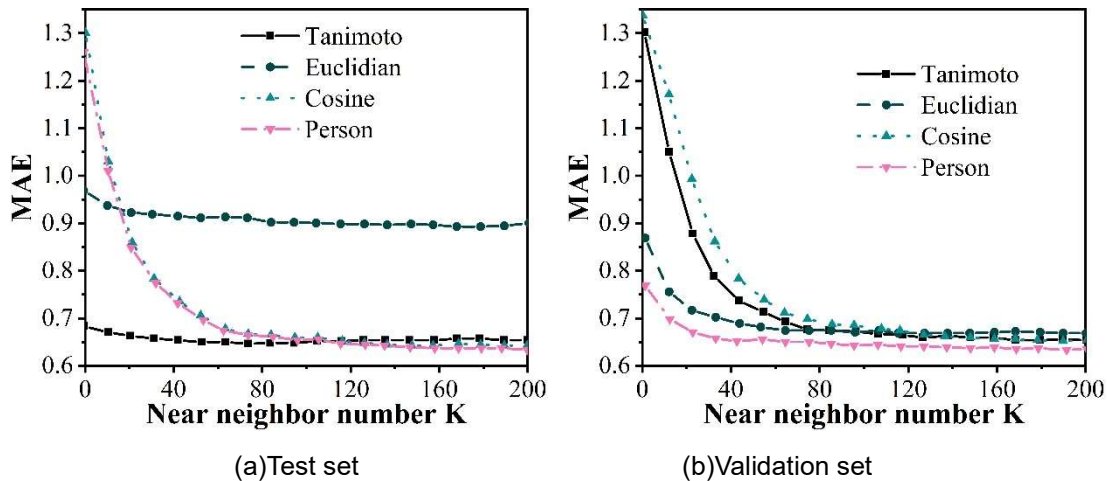 1.3
1.2
1.1
1.0
0.9
0.8
0.7
0.6
MAE
Tanimoto
Euclidian
Cosine
Person
0 40 80 120 160 200
Near neighbor number K
(a)Test set
1.3
1.2
1.1
1.0
0.9
0.8
0.7
0.6
MAE
Tanimoto
Euclidian
Cosine
Person
0 40 80 120 160 200
Near neighbor number K
(b)Validation set